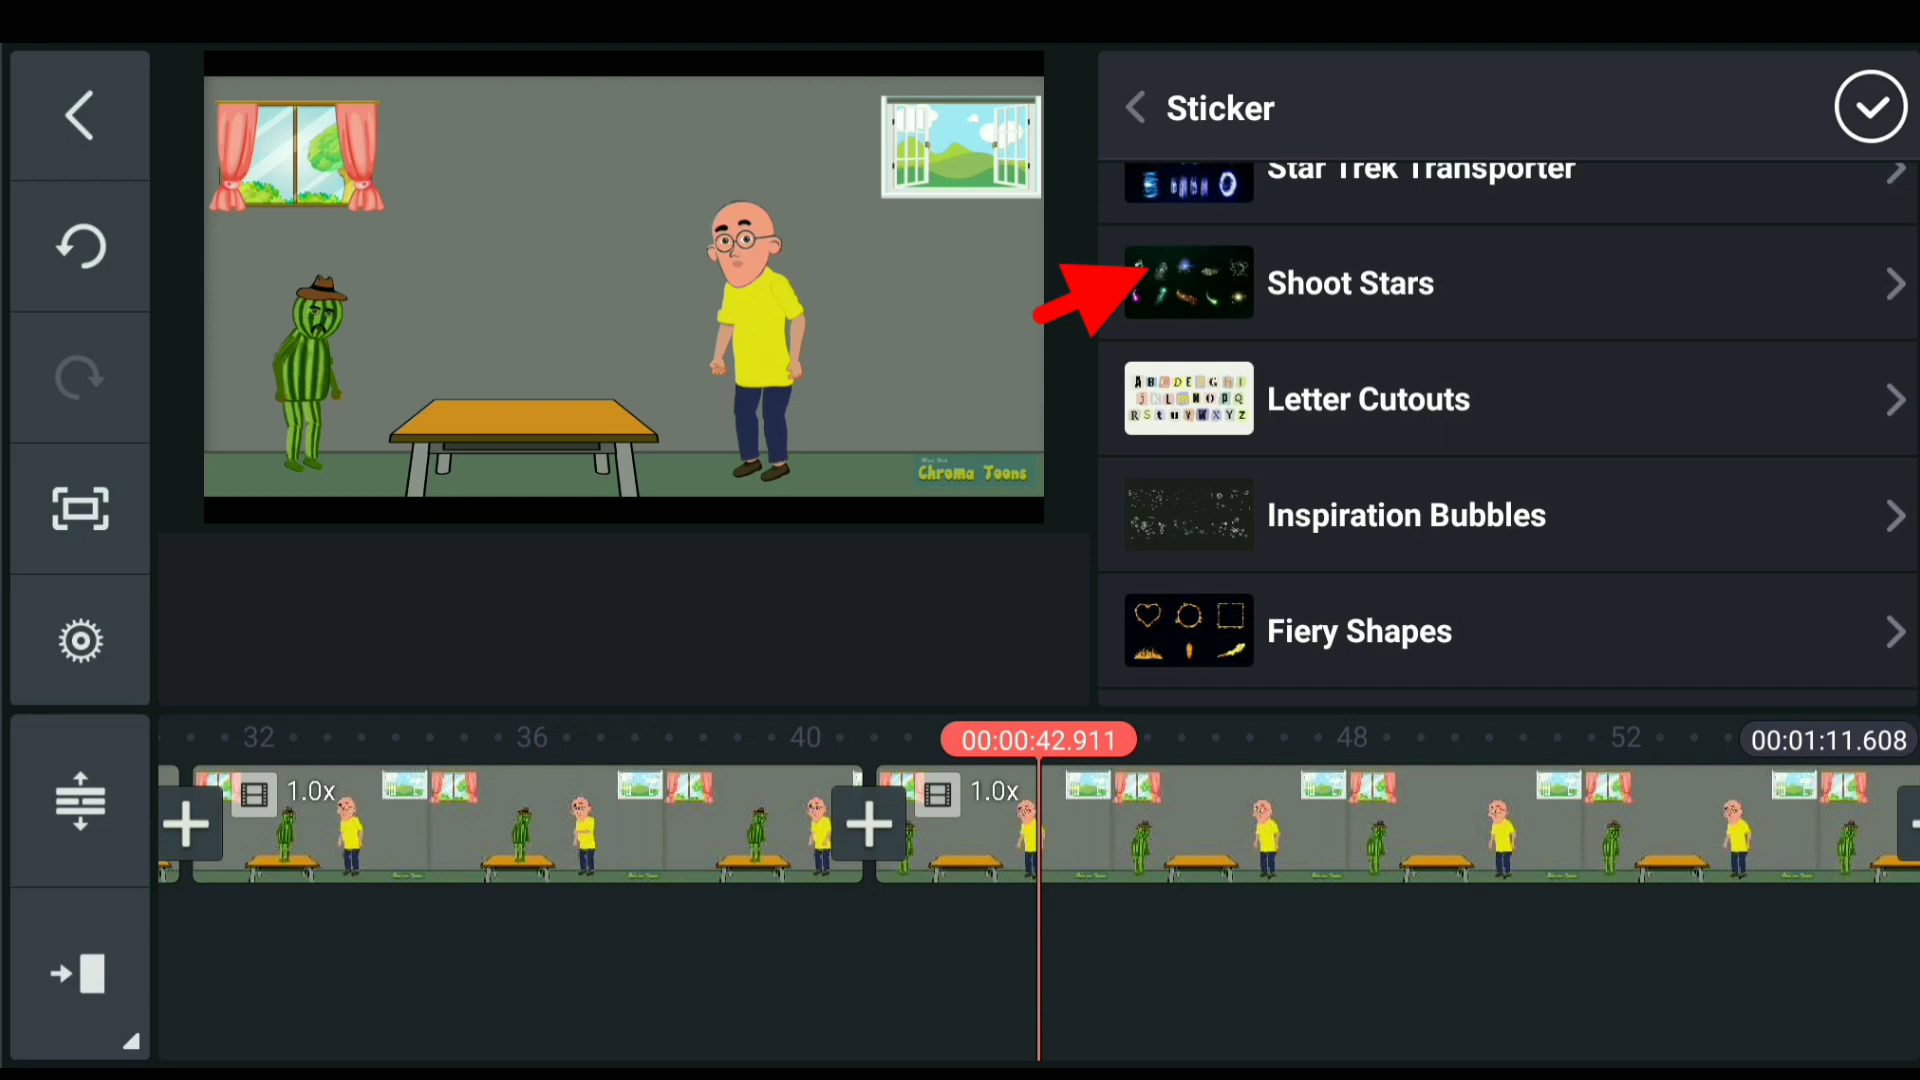 Sticker
Star Trek Transporter
Shoot Stars
Letter Cutouts
Inspiration Bubbles
Fiery Shapes
Chroma Toons
32
36
40
00:00:42.911
48
52
00:01:11.608
1.0x
1.0x